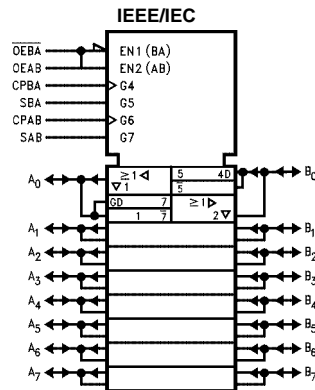 IEEE/IEC
OEBA EN1 (BA)
OEAB EN2 (AB)
CPBA G4
SBA G5
CPAB G6
SAB G7
A0 ≥1 5 4D B0
▽1 5
GD 7 ≥1
1 7 2▽
A1 B1
A2 B2
A3 B3
A4 B4
A5 B5
A6 B6
A7 B7